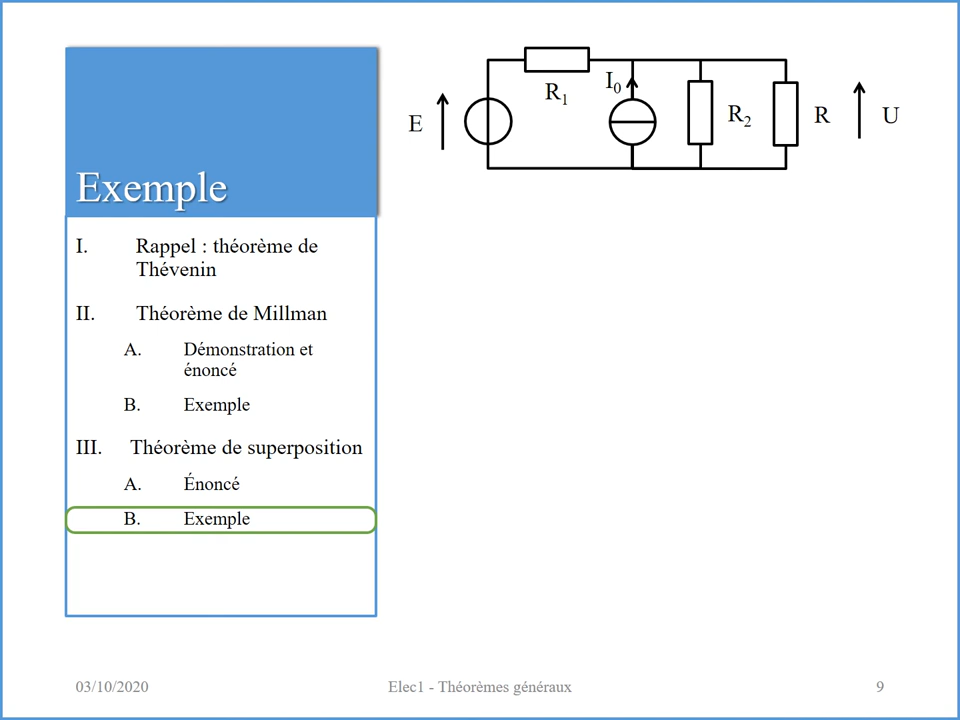 Exemple
I. Rappel : théorème de
Thévenin
II. Théorème de Millman
A. Démonstration et
énoncé
B. Exemple
III. Théorème de superposition
A. Énoncé
B. Exemple
E
R₁
I₀
R₂
R
U
03/10/2020
Elec1 - Théorèmes généraux
9